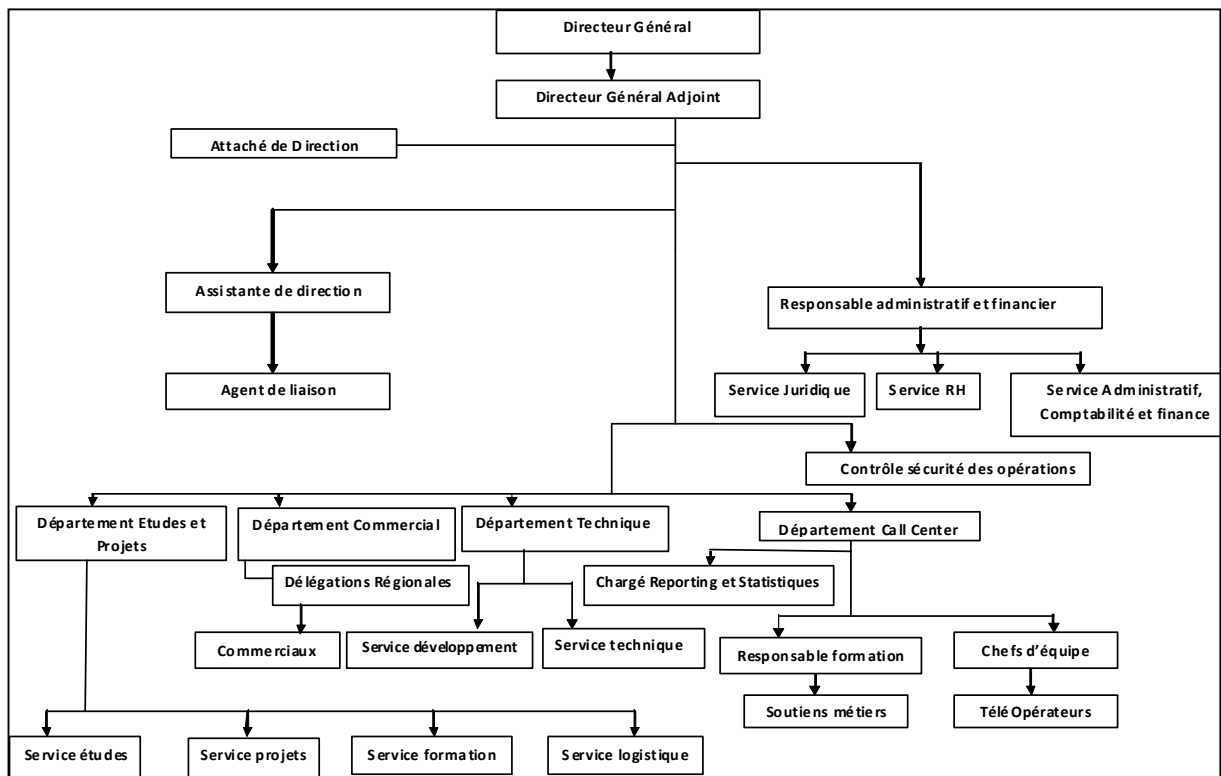 Directeur Général
Directeur Général Adjoint
Attaché de Direction
Assistante de direction
Responsable administratif et financier
Agent de liaison
Service Juridique
Service RH
Service Administratif,
Comptabilité et finance
Contrôle sécurité des opérations
Département Etudes et
Projets
Département Commercial
Département Technique
Département Call Center
Délégations Régionales
Chargé Reporting et Statistiques
Commerciaux
Service développement
Service technique
Responsable formation
Chefs d'équipe
Soutiens métiers
TéléOpérateurs
Service études
Service projets
Service formation
Service logistique